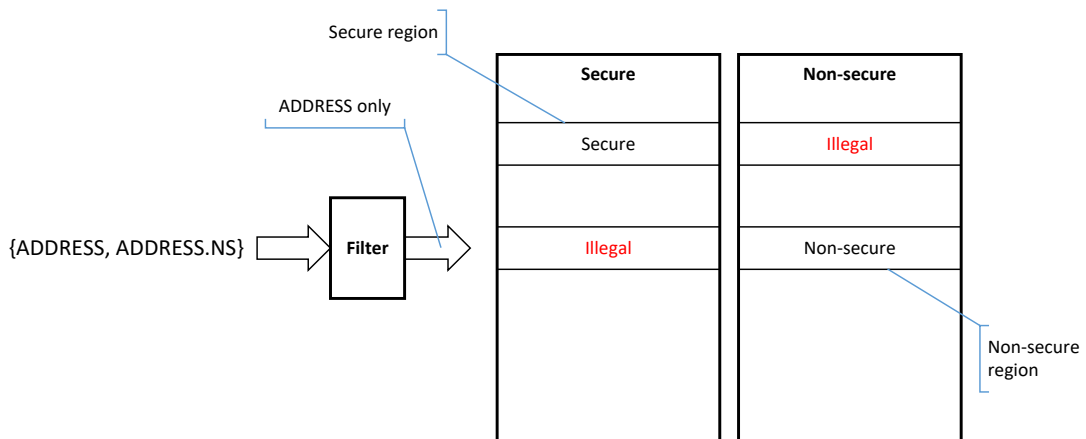 Secure region
Secure
Non-secure
ADDRESS only
Secure
Illegal
{ADDRESS, ADDRESS.NS}
Filter
Illegal
Non-secure
Non-secure
region